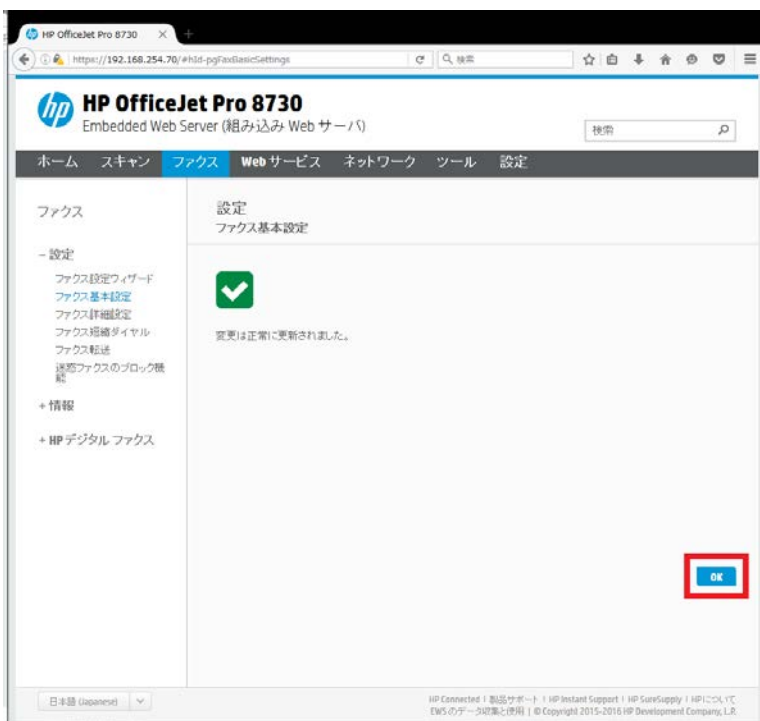 HP OfficeJet Pro 8730
https://192.168.254.70/#hId-pgFaxBasicSettings
検索
hp
HP OfficeJet Pro 8730
Embedded Web Server (組み込み Web サーバ)
検索
ホーム スキャン ファクス Web サービス ネットワーク ツール 設定
ファクス
設定
ファクス基本設定
- 設定
ファクス設定ウィザード
ファクス基本設定
ファクス詳細設定
ファクス短縮ダイヤル
ファクス転送
迷惑ファクスのブロック機
能
変更は正常に更新されました。
+ 情報
+ HP デジタル ファクス
OK
日本語 (Japanese)
HP Connected | 製品サポート | HP Instant Support | HP SureSupply | HPについて
EWS のデータ収集と使用 | © Copyright 2015-2016 HP Development Company, L.P.